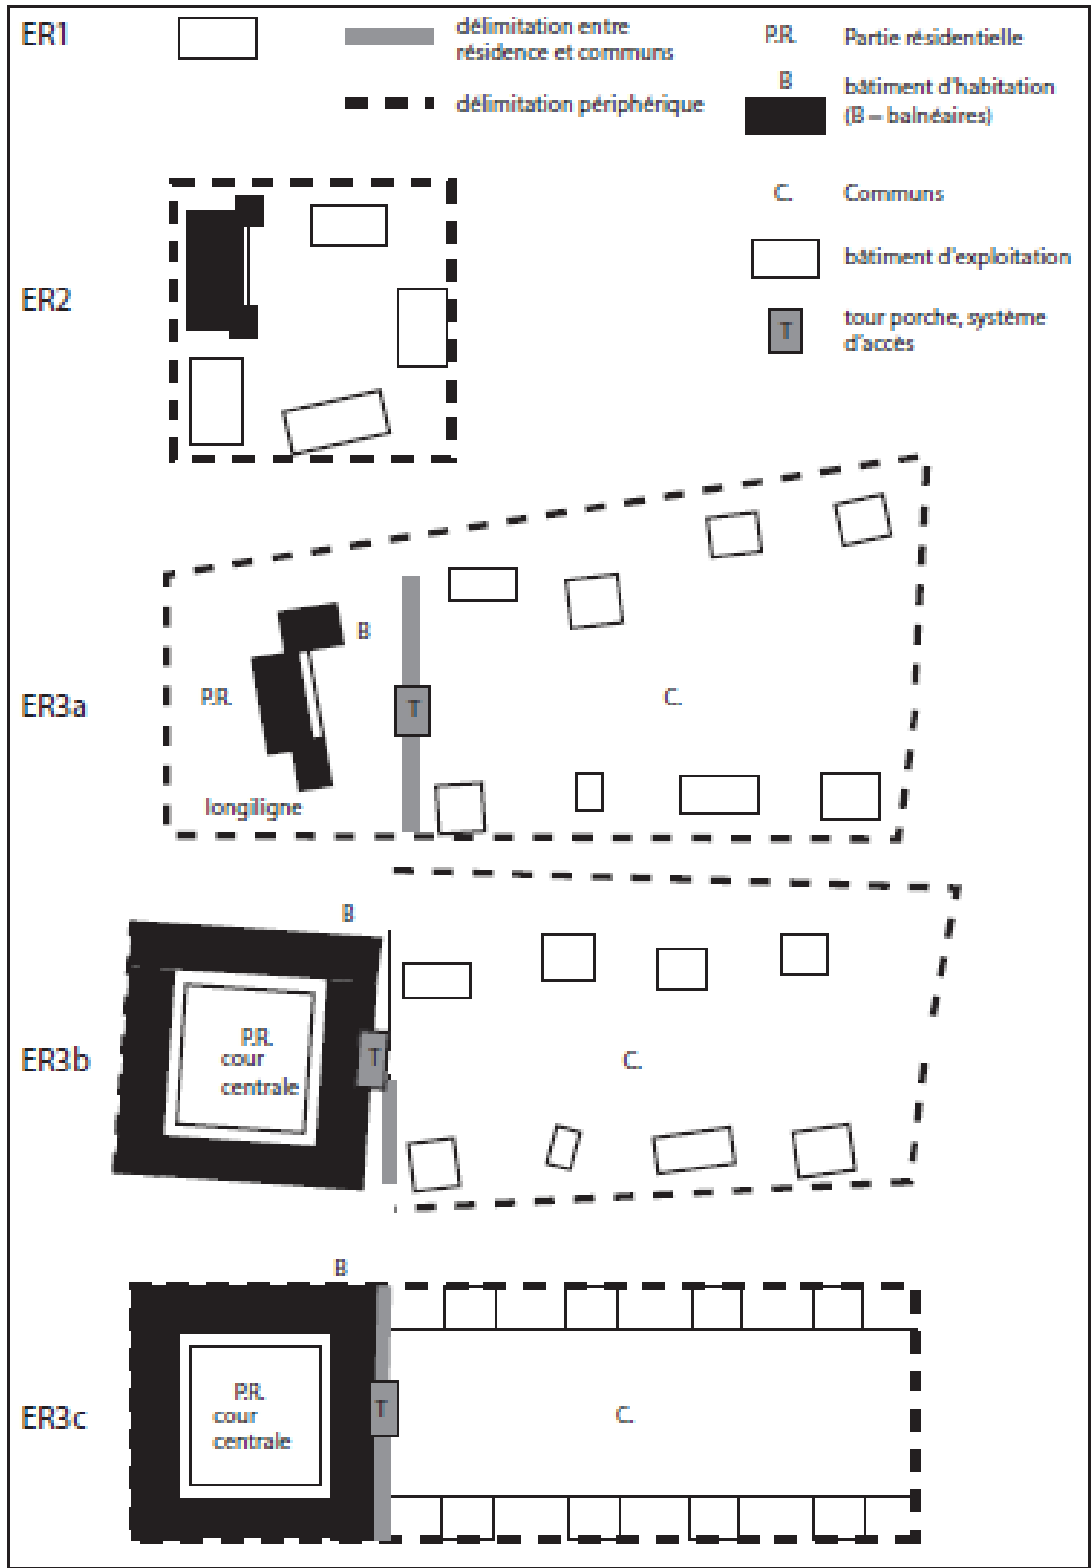 ER1
délimitation entre
résidence et communs
délimitation périphérique
P.R. Partie résidentielle
B bâtiment d'habitation
(B – balnéaires)
C. Communs
bâtiment d'exploitation
T tour porche, système
d'accès
ER2
ER3a
P.R.
B
T
C.
longiligne
ER3b
B
P.R.
cour
centrale
T
C.
ER3c
B
P.R.
cour
centrale
T
C.